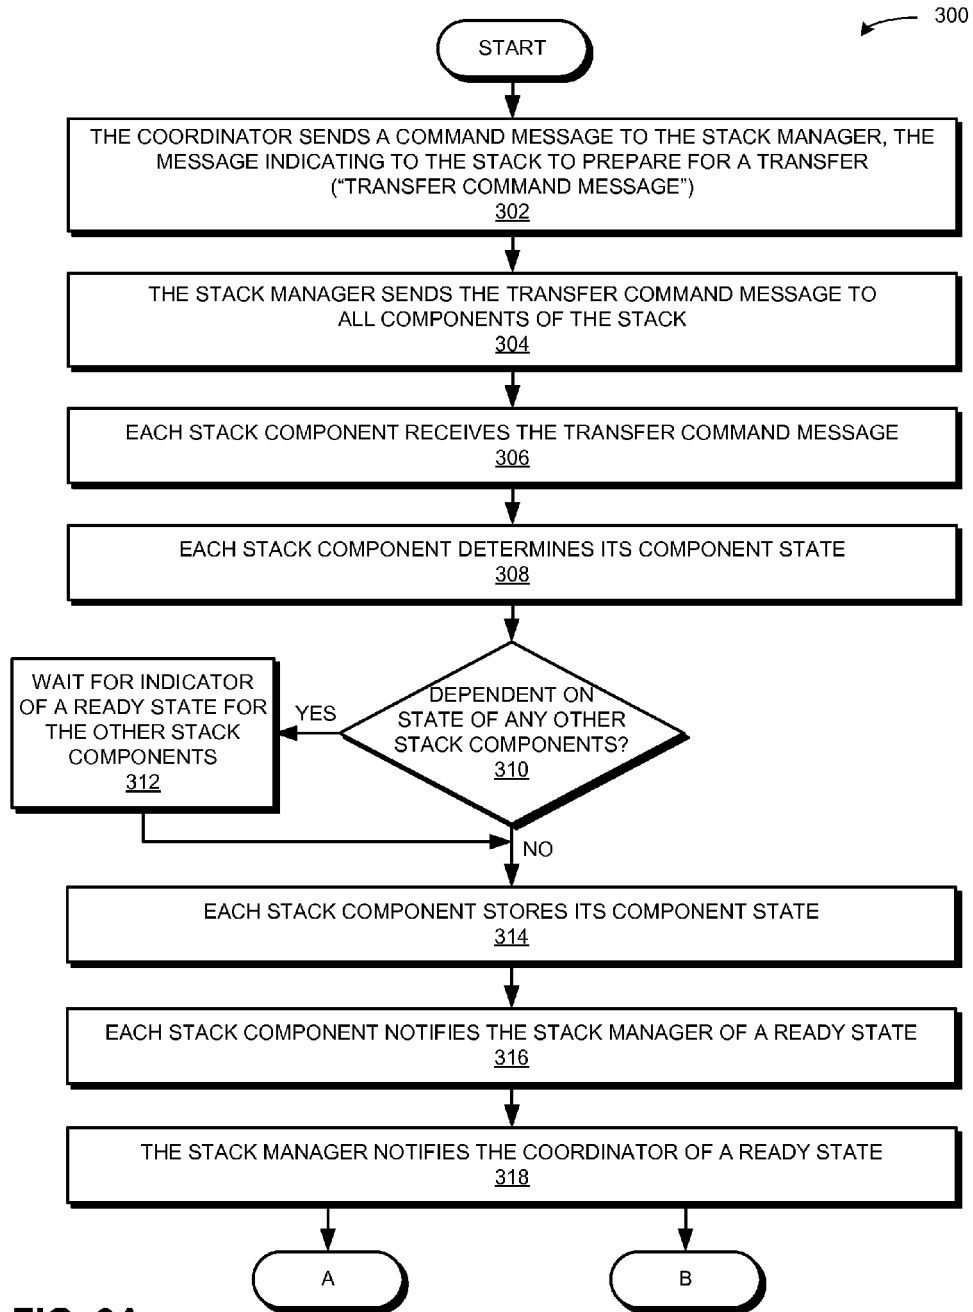 300
START
THE COORDINATOR SENDS A COMMAND MESSAGE TO THE STACK MANAGER, THE
MESSAGE INDICATING TO THE STACK TO PREPARE FOR A TRANSFER
(“TRANSFER COMMAND MESSAGE”)
302
THE STACK MANAGER SENDS THE TRANSFER COMMAND MESSAGE TO
ALL COMPONENTS OF THE STACK
304
EACH STACK COMPONENT RECEIVES THE TRANSFER COMMAND MESSAGE
306
EACH STACK COMPONENT DETERMINES ITS COMPONENT STATE
308
DEPENDENT ON
STATE OF ANY OTHER
STACK COMPONENTS?
310
YES
WAIT FOR INDICATOR
OF A READY STATE FOR
THE OTHER STACK
COMPONENTS
312
NO
EACH STACK COMPONENT STORES ITS COMPONENT STATE
314
EACH STACK COMPONENT NOTIFIES THE STACK MANAGER OF A READY STATE
316
THE STACK MANAGER NOTIFIES THE COORDINATOR OF A READY STATE
318
A
B